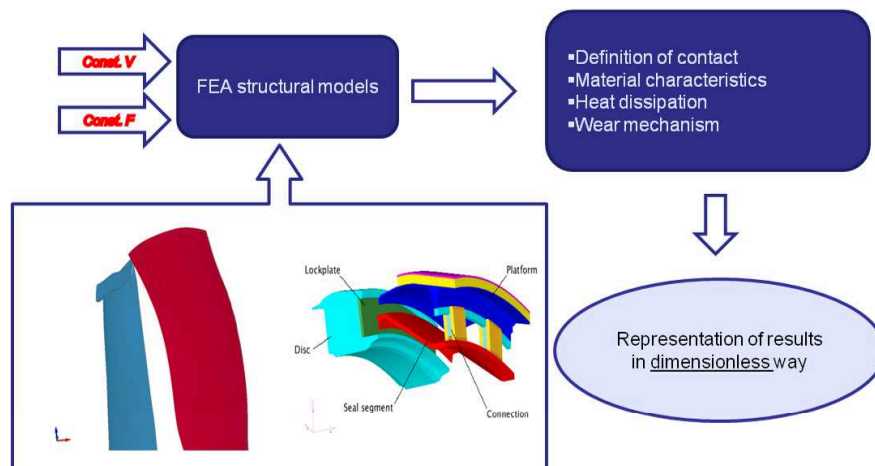 Const. V
Const. F
FEA structural models
▪Definition of contact
▪Material characteristics
▪Heat dissipation
▪Wear mechanism
Lockplate
Platform
Disc
Seal segment
Connection
Representation of results
in dimensionless way